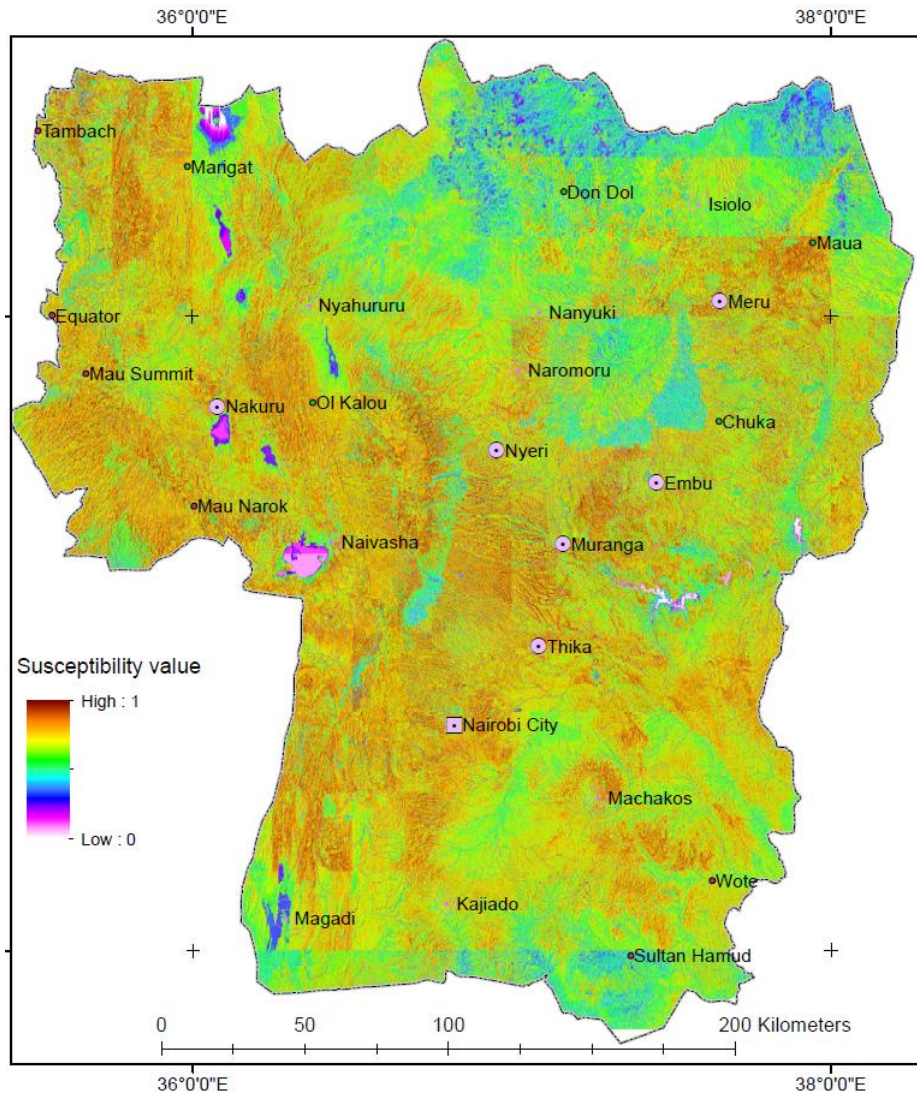 36°0'0"E
38°0'0"E
Tambach
Marigat
Don Dol
Isiolo
Maua
Meru
Nyahururu
Nanyuki
Equator
Mau Summit
Naromoru
Nakuru
Ol Kalou
Chuka
Nyeri
Embu
Mau Narok
Naivasha
Muranga
Thika
Susceptibility value
High : 1
Nairobi City
Machakos
Low : 0
Wote
Kajiado
Magadi
Sultan Hamud
0
50
100
200 Kilometers
36°0'0"E
38°0'0"E